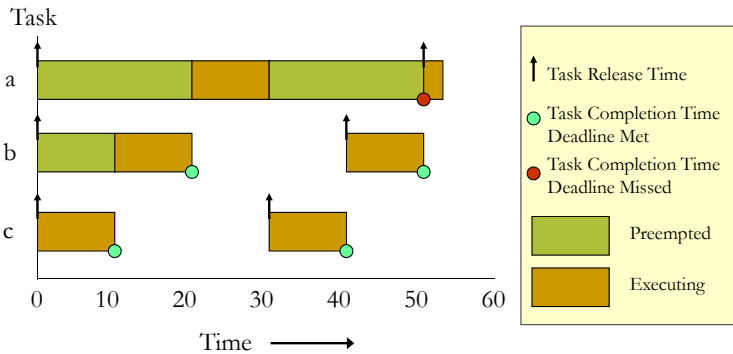 Task
a
b
c
0 10 20 30 40 50 60
Time
Task Release Time
Task Completion Time
Deadline Met
Task Completion Time
Deadline Missed
Preempted
Executing